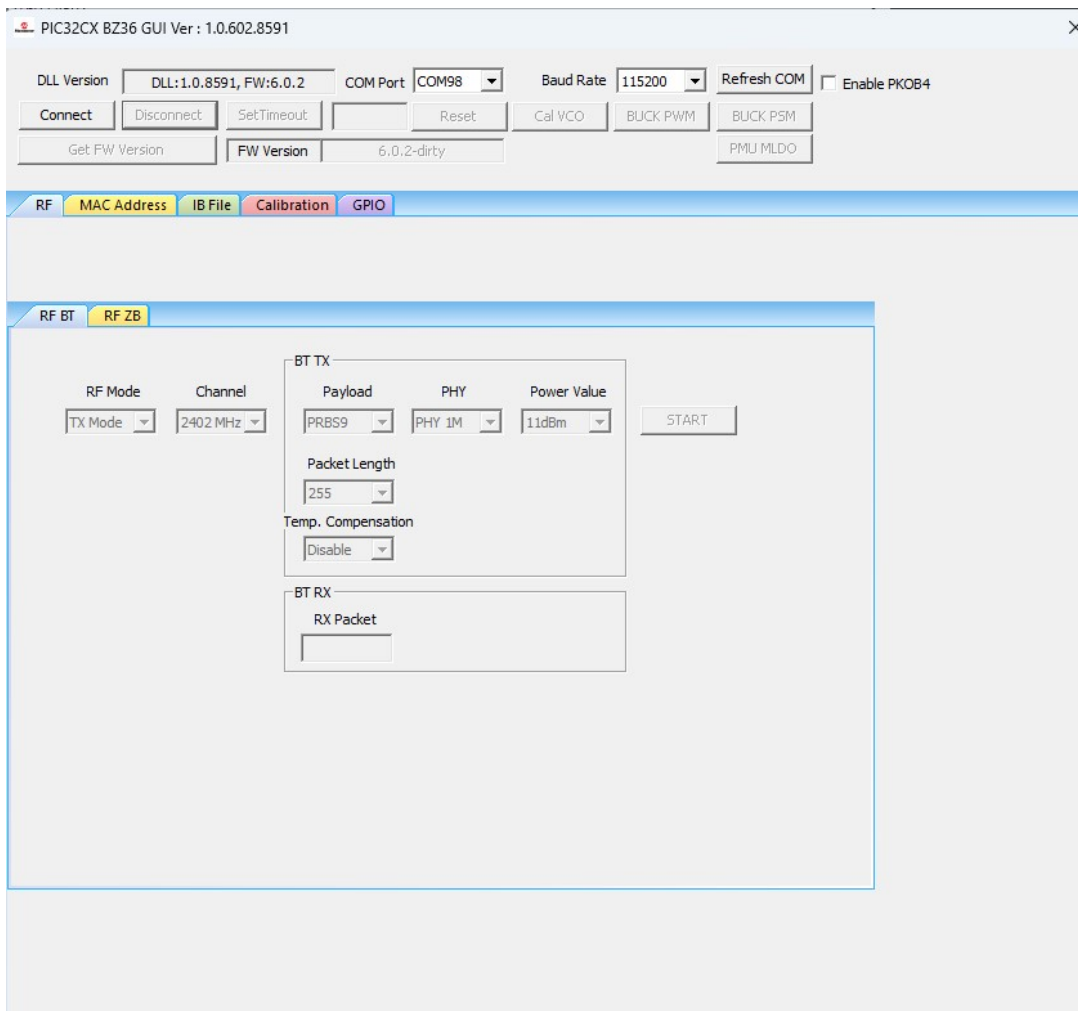 PIC32CX BZ36 GUI Ver : 1.0.602.8591
DLL Version DLL:1.0.8591, FW:6.0.2 COM Port COM98 Baud Rate 115200 Refresh COM Enable PKOB4
Connect Disconnect SetTimeout Reset Cal VCO BUCK PWM BUCK PSM
Get FW Version FW Version 6.0.2-dirty PMU MLDO
RF MAC Address IB File Calibration GPIO
RF BT RF ZB
BT TX
RF Mode Channel Payload PHY Power Value
TX Mode 2402 MHz PRBS9 PHY 1M 11dBm START
Packet Length
255
Temp. Compensation
Disable
BT RX
RX Packet